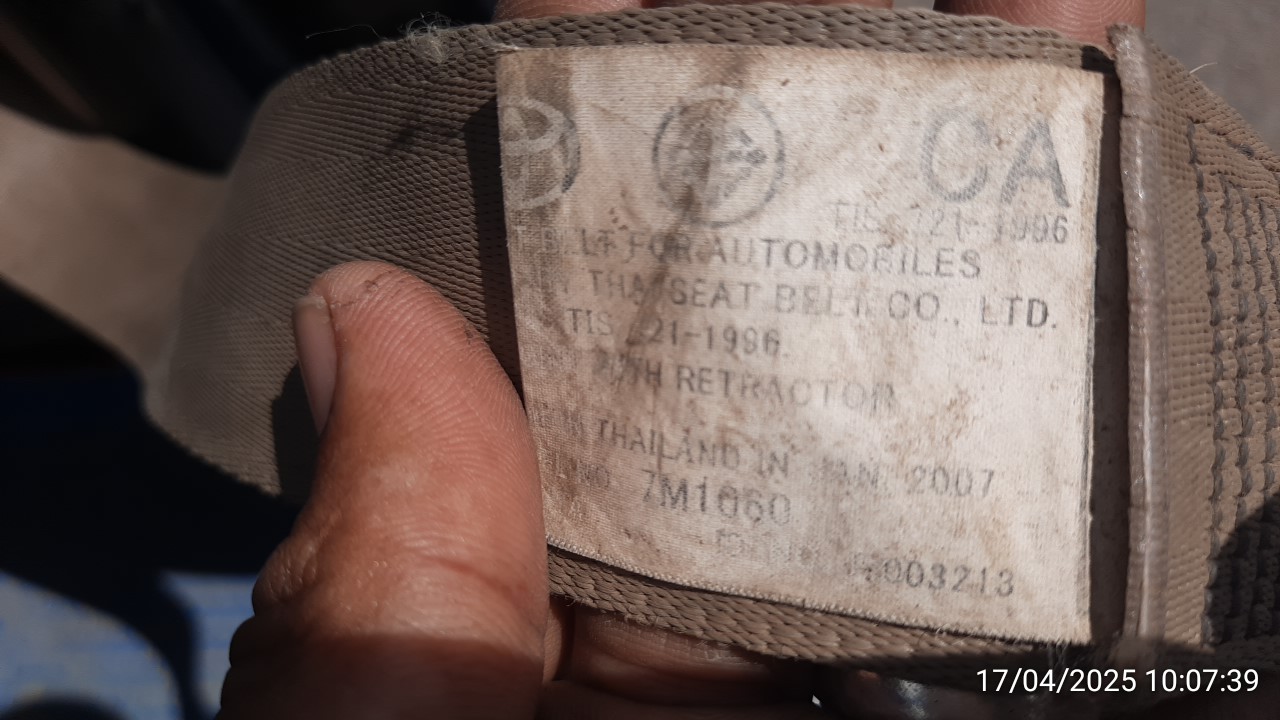 CA
TIS 721-1996
BELT FOR AUTOMOBILES
THAI SEAT BELT CO., LTD.
TIS 721-1996
WITH RETRACTOR
THAILAND IN JAN. 2007
NO. 7M1060
003213
17/04/2025 10:07:39